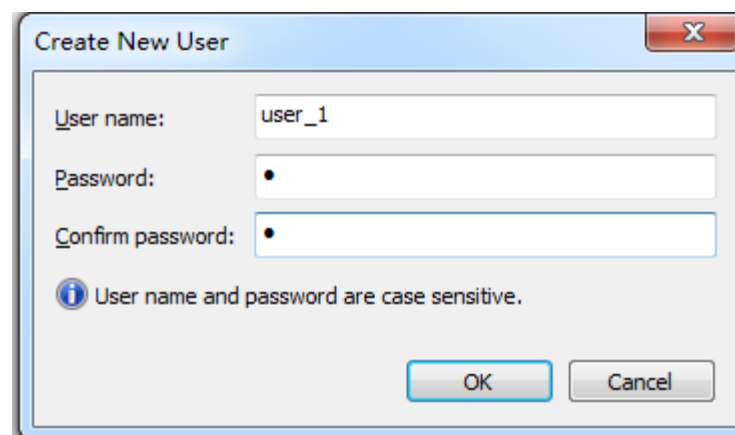 Create New User
User name: user_1
Password: •
Confirm password: •
User name and password are case sensitive.
OK Cancel